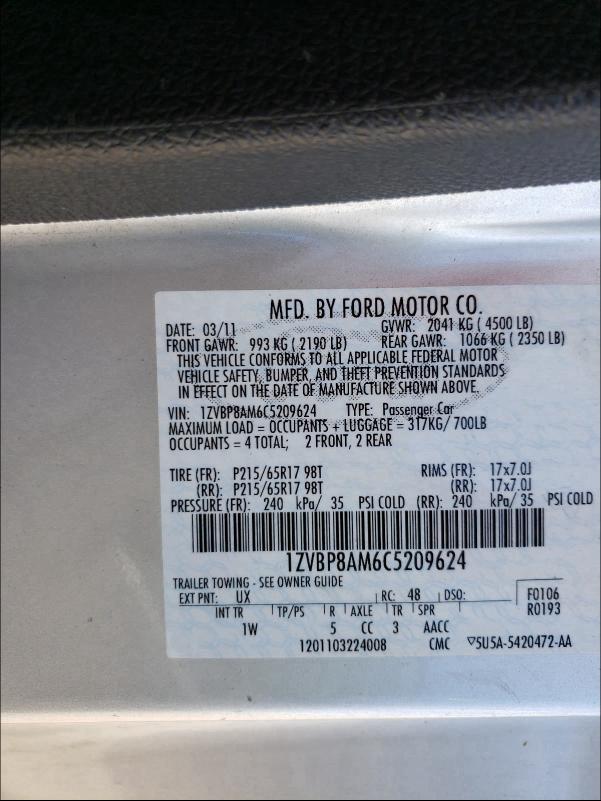 MFD. BY FORD MOTOR CO.
DATE: 03/11 GVWR: 2041 KG ( 4500 LB)
FRONT GAWR: 993 KG ( 2190 LB) REAR GAWR: 1066 KG ( 2350 LB)
THIS VEHICLE CONFORMS TO ALL APPLICABLE FEDERAL MOTOR
VEHICLE SAFETY, BUMPER, AND THEFT PREVENTION STANDARDS
IN EFFECT ON THE DATE OF MANUFACTURE SHOWN ABOVE.
VIN: 1ZVBP8AM6C5209624 TYPE: Passenger Car
MAXIMUM LOAD = OCCUPANTS + LUGGAGE = 317KG/ 700LB
OCCUPANTS = 4 TOTAL; 2 FRONT, 2 REAR
TIRE (FR): P215/65R17 98T RIMS (FR): 17x7.0J
(RR): P215/65R17 98T (RR): 17x7.0J
PRESSURE (FR): 240 kPa/ 35 PSI COLD (RR): 240 kPa/ 35 PSI COLD
1ZVBP8AM6C5209624
TRAILER TOWING - SEE OWNER GUIDE
EXT PNT: UX RC: 48 DSO: F0106
INT TR TP/PS R AXLE TR SPR R0193
1W 5 CC 3 AACC
1201103224008 CMC ▽5U5A-5420472-AA